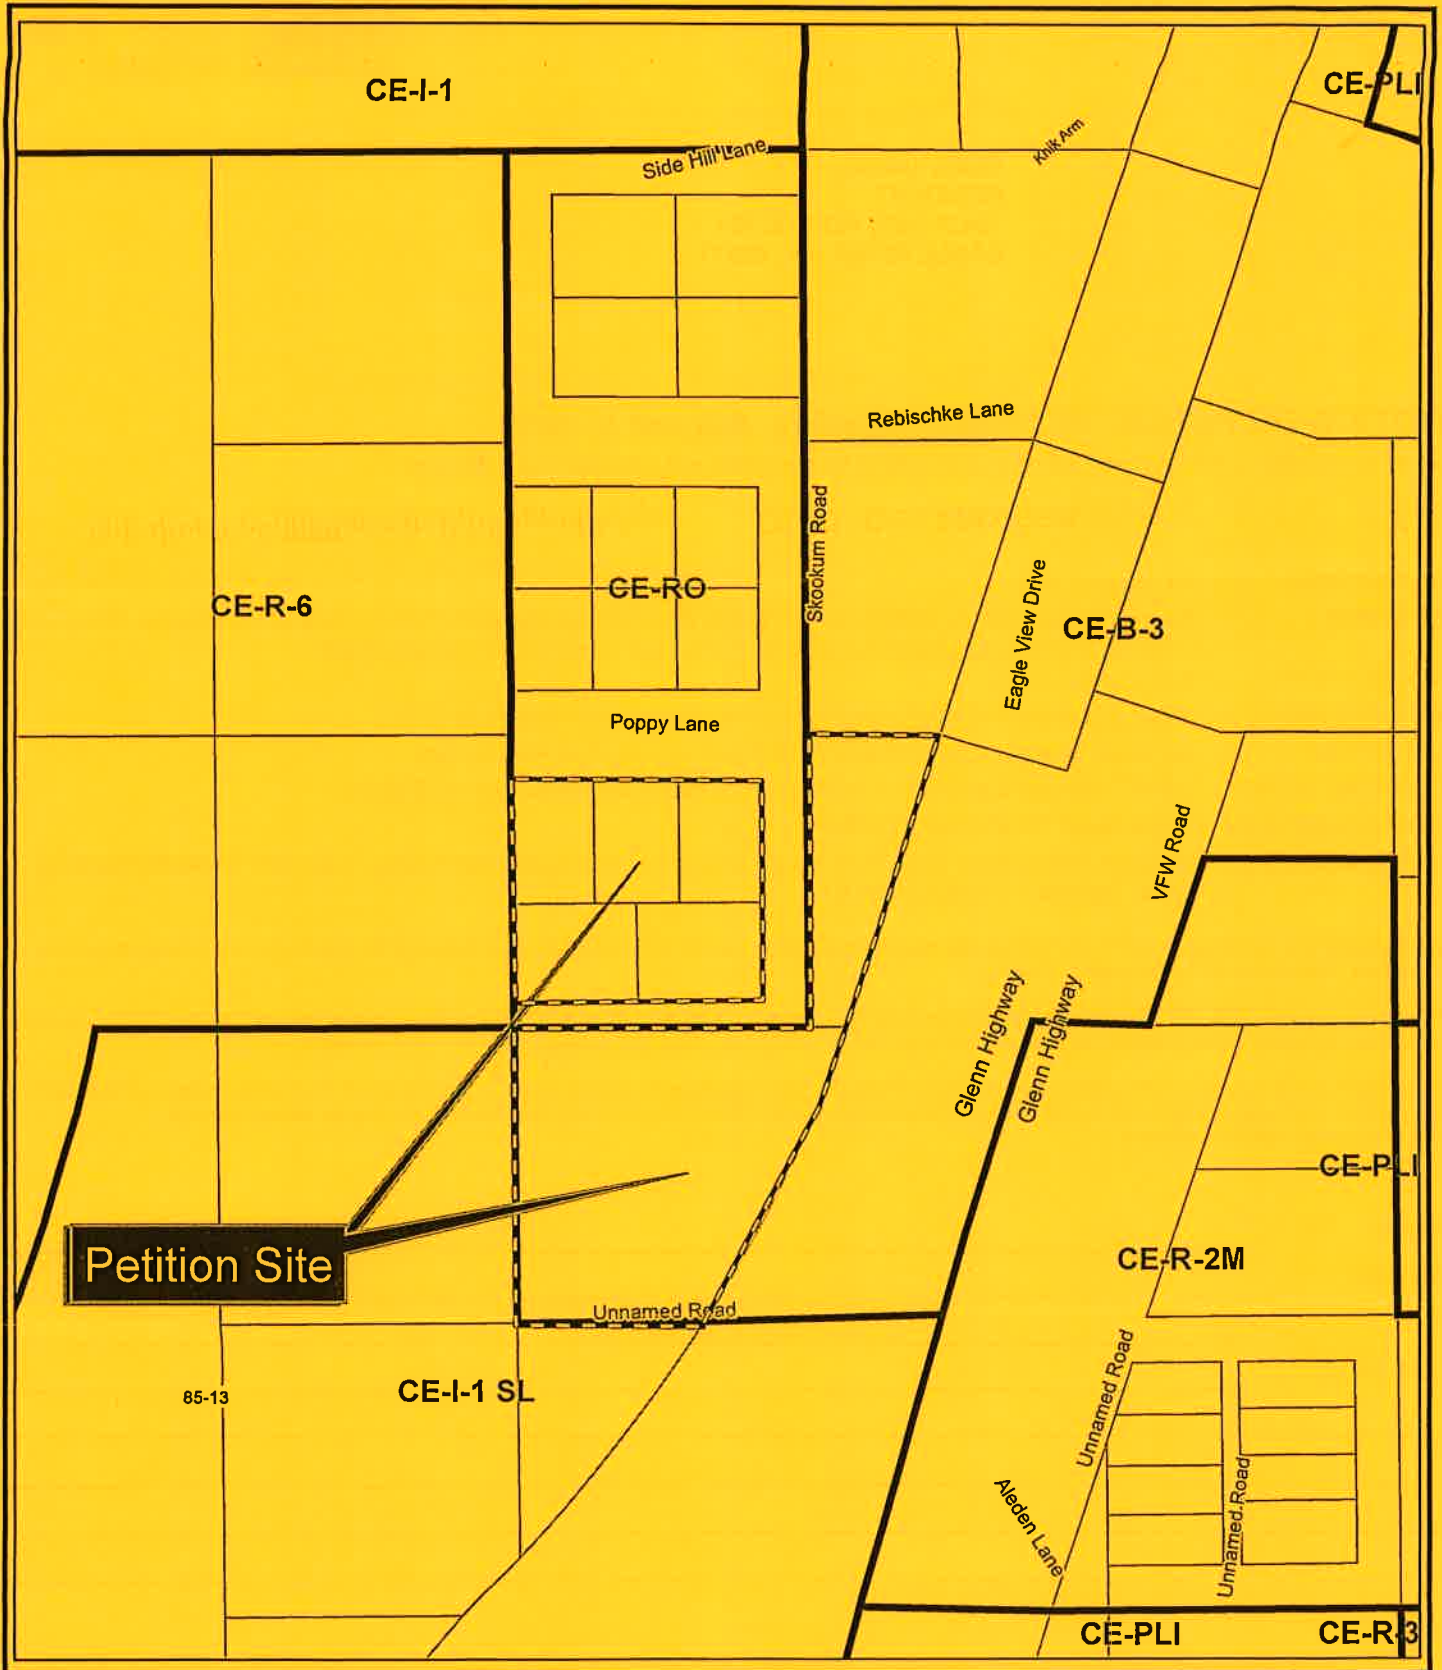 CE-I-1
CE-PLI
Side Hill Lane
Knik Arm
Rebischke Lane
Skookum Road
CE-RO
CE-R-6
Eagle View Drive
CE-B-3
Poppy Lane
VFW Road
Glenn Highway
Glenn Highway
CE-PLI
CE-R-2M
Petition Site
Unnamed Road
85-13
CE-I-1 SL
Unnamed Road
Unnamed Road
Aleden Lane
CE-PLI
CE-R-3